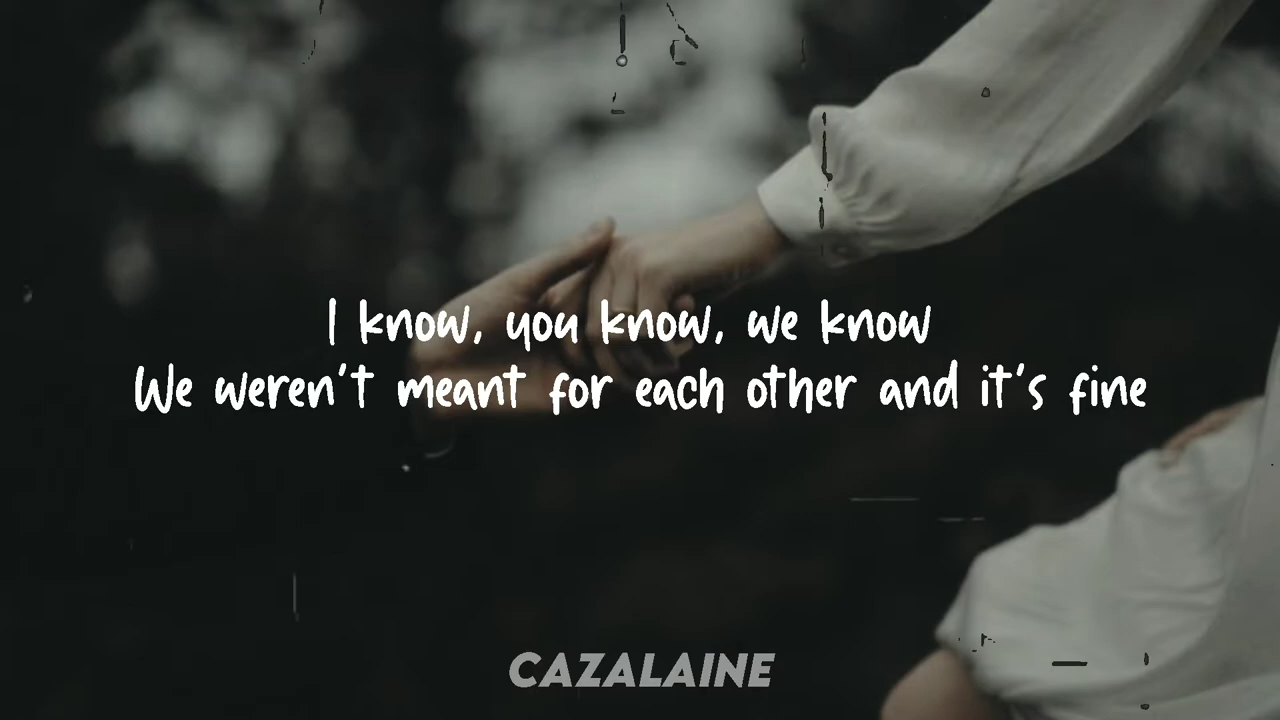 I know, you know, we know
We weren't meant for each other and it's fine
CAZALAINE